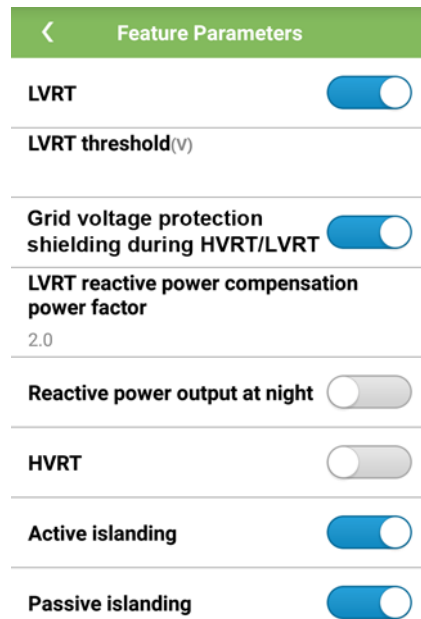 Feature Parameters
LVRT
LVRT threshold(V)
Grid voltage protection
shielding during HVRT/LVRT
LVRT reactive power compensation
power factor
2.0
Reactive power output at night
HVRT
Active islanding
Passive islanding